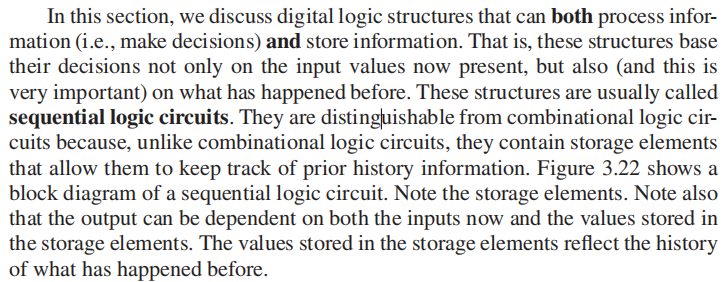 In this section, we discuss digital logic structures that can both process infor-
mation (i.e., make decisions) and store information. That is, these structures base
their decisions not only on the input values now present, but also (and this is
very important) on what has happened before. These structures are usually called
sequential logic circuits. They are distinguishable from combinational logic cir-
cuits because, unlike combinational logic circuits, they contain storage elements
that allow them to keep track of prior history information. Figure 3.22 shows a
block diagram of a sequential logic circuit. Note the storage elements. Note also
that the output can be dependent on both the inputs now and the values stored in
the storage elements. The values stored in the storage elements reflect the history
of what has happened before.